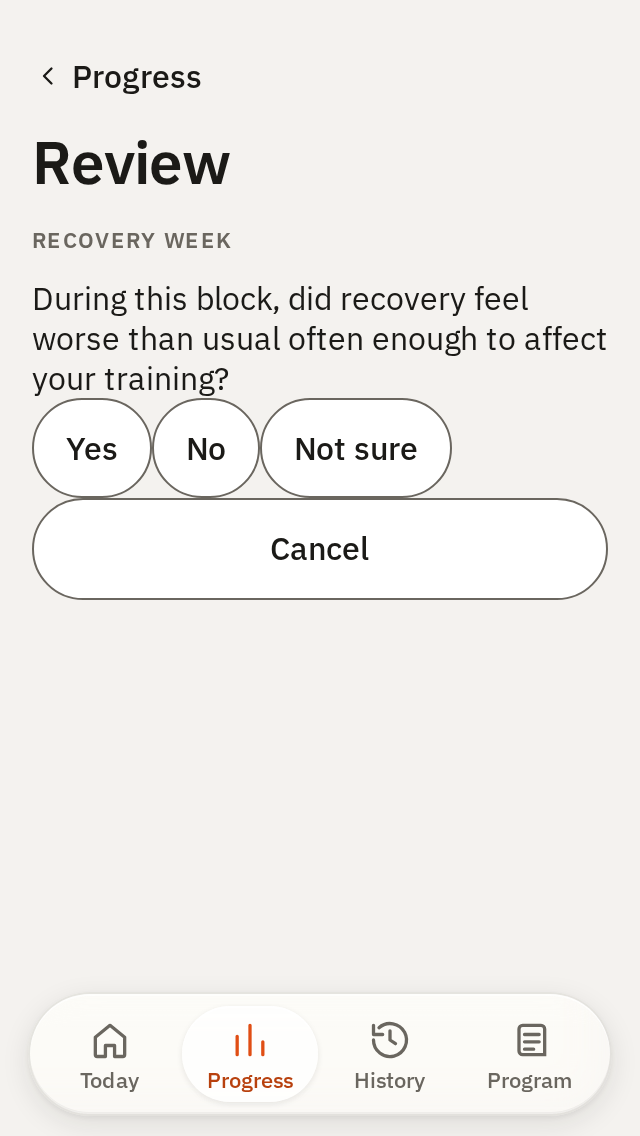 Progress
Review
RECOVERY WEEK
During this block, did recovery feel
worse than usual often enough to affect
your training?
Yes No Not sure
Cancel
Today Progress History Program